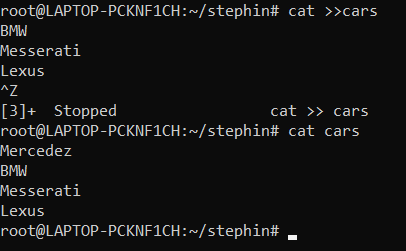 root@LAPTOP-PCKNF1CH:~/stephin# cat >>cars
BMW
Messerati
Lexus
^Z
[3]+  Stopped                 cat >> cars
root@LAPTOP-PCKNF1CH:~/stephin# cat cars
Mercedez
BMW
Messerati
Lexus
root@LAPTOP-PCKNF1CH:~/stephin#